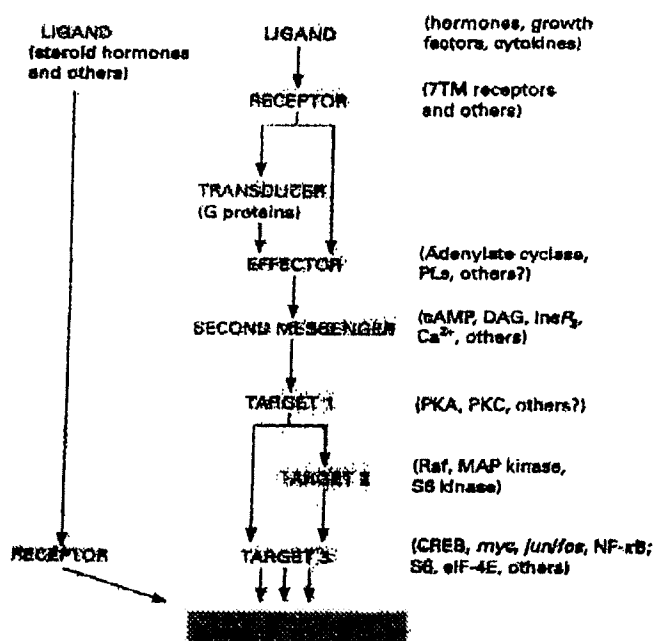 LIGAND
(steroid hormones
and others)
LIGAND
(hormones, growth
factors, cytokines)
RECEPTOR
(7TM receptors
and others)
TRANSDUCER
(G proteins)
EFFECTOR
(Adenylate cyclase,
PLs, others?)
SECOND MESSENGER
(cAMP, DAG, InsP₃,
Ca²⁺, others)
TARGET 1
(PKA, PKC, others?)
TARGET 2
(Raf, MAP kinase,
S6 kinase)
RECEPTOR
TARGET 3
(CREB, myc, jun/fos, NF-κB;
S6, eIF-4E, others)